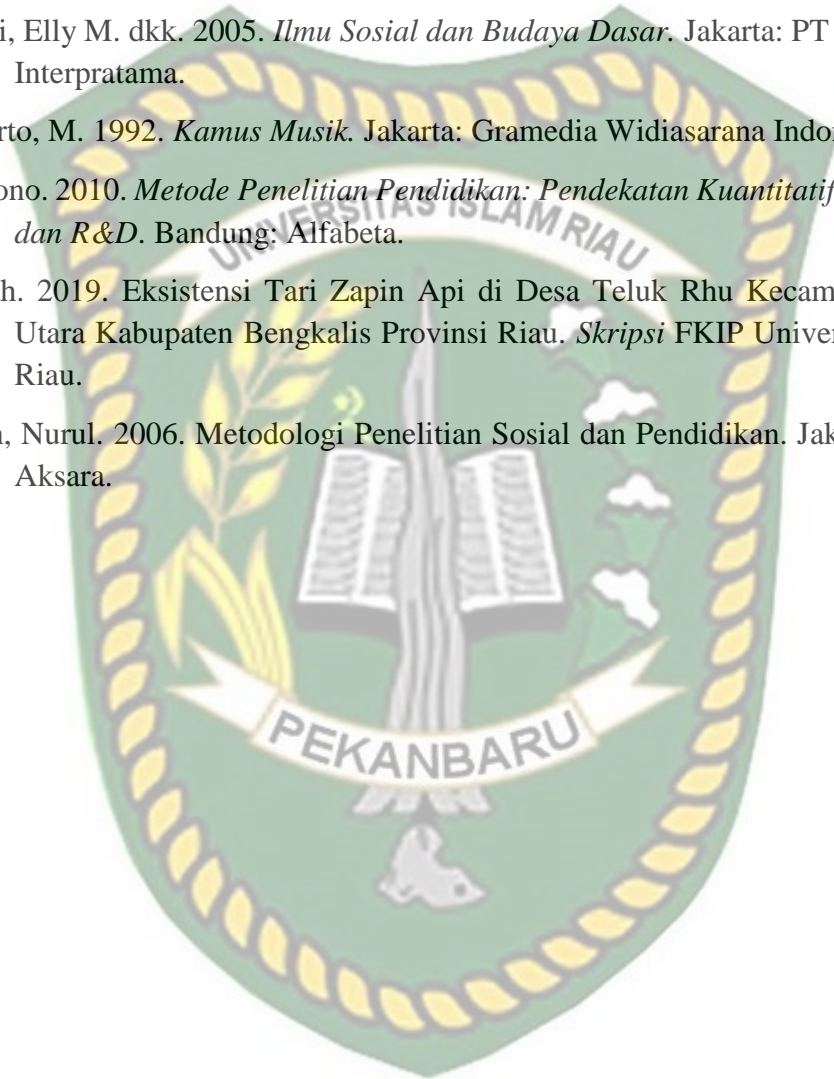 i, Elly M. dkk. 2005. Ilmu Sosial dan Budaya Dasar. Jakarta: PT
Interpratama.
rto, M. 1992. Kamus Musik. Jakarta: Gramedia Widiasarana Indo
ono. 2010. Metode Penelitian Pendidikan: Pendekatan Kuantitatif
dan R&D. Bandung: Alfabeta.
UNIVERSITAS ISLAM RIAU
h. 2019. Eksistensi Tari Zapin Api di Desa Teluk Rhu Kecam
Utara Kabupaten Bengkalis Provinsi Riau. Skripsi FKIP Univer
Riau.
, Nurul. 2006. Metodologi Penelitian Sosial dan Pendidikan. Jak
Aksara.
PEKANBARU